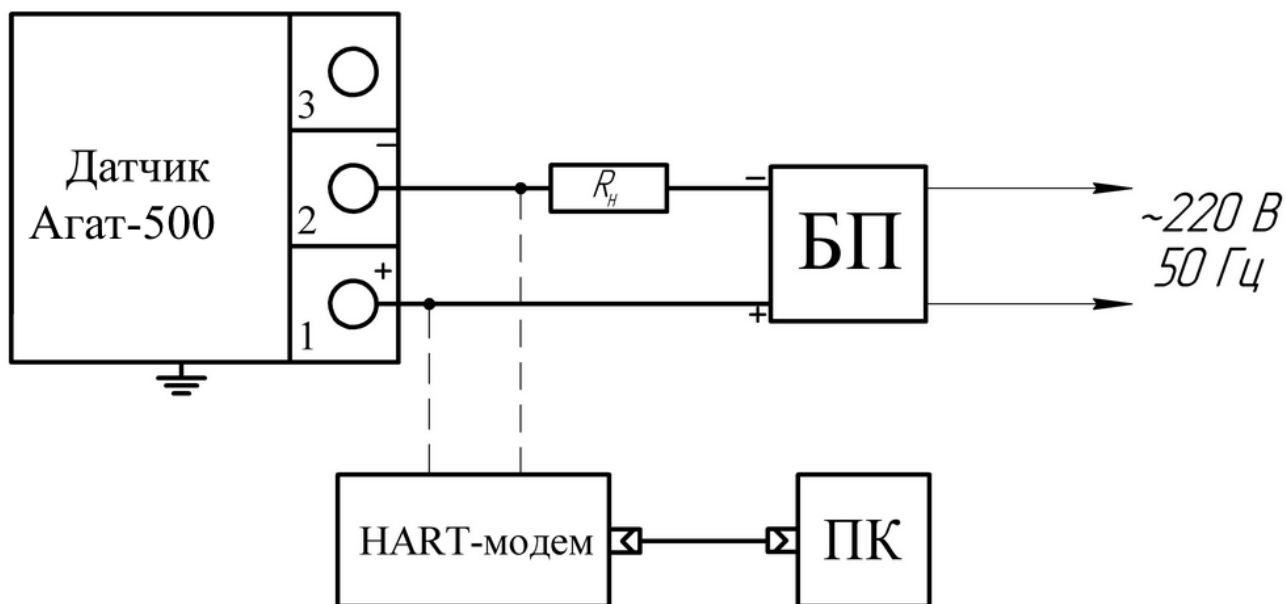 3
Датчик
Агат-500
−
2
Rн
−
БП
~220 В
50 Гц
+
1
+
HART-модем
ПК